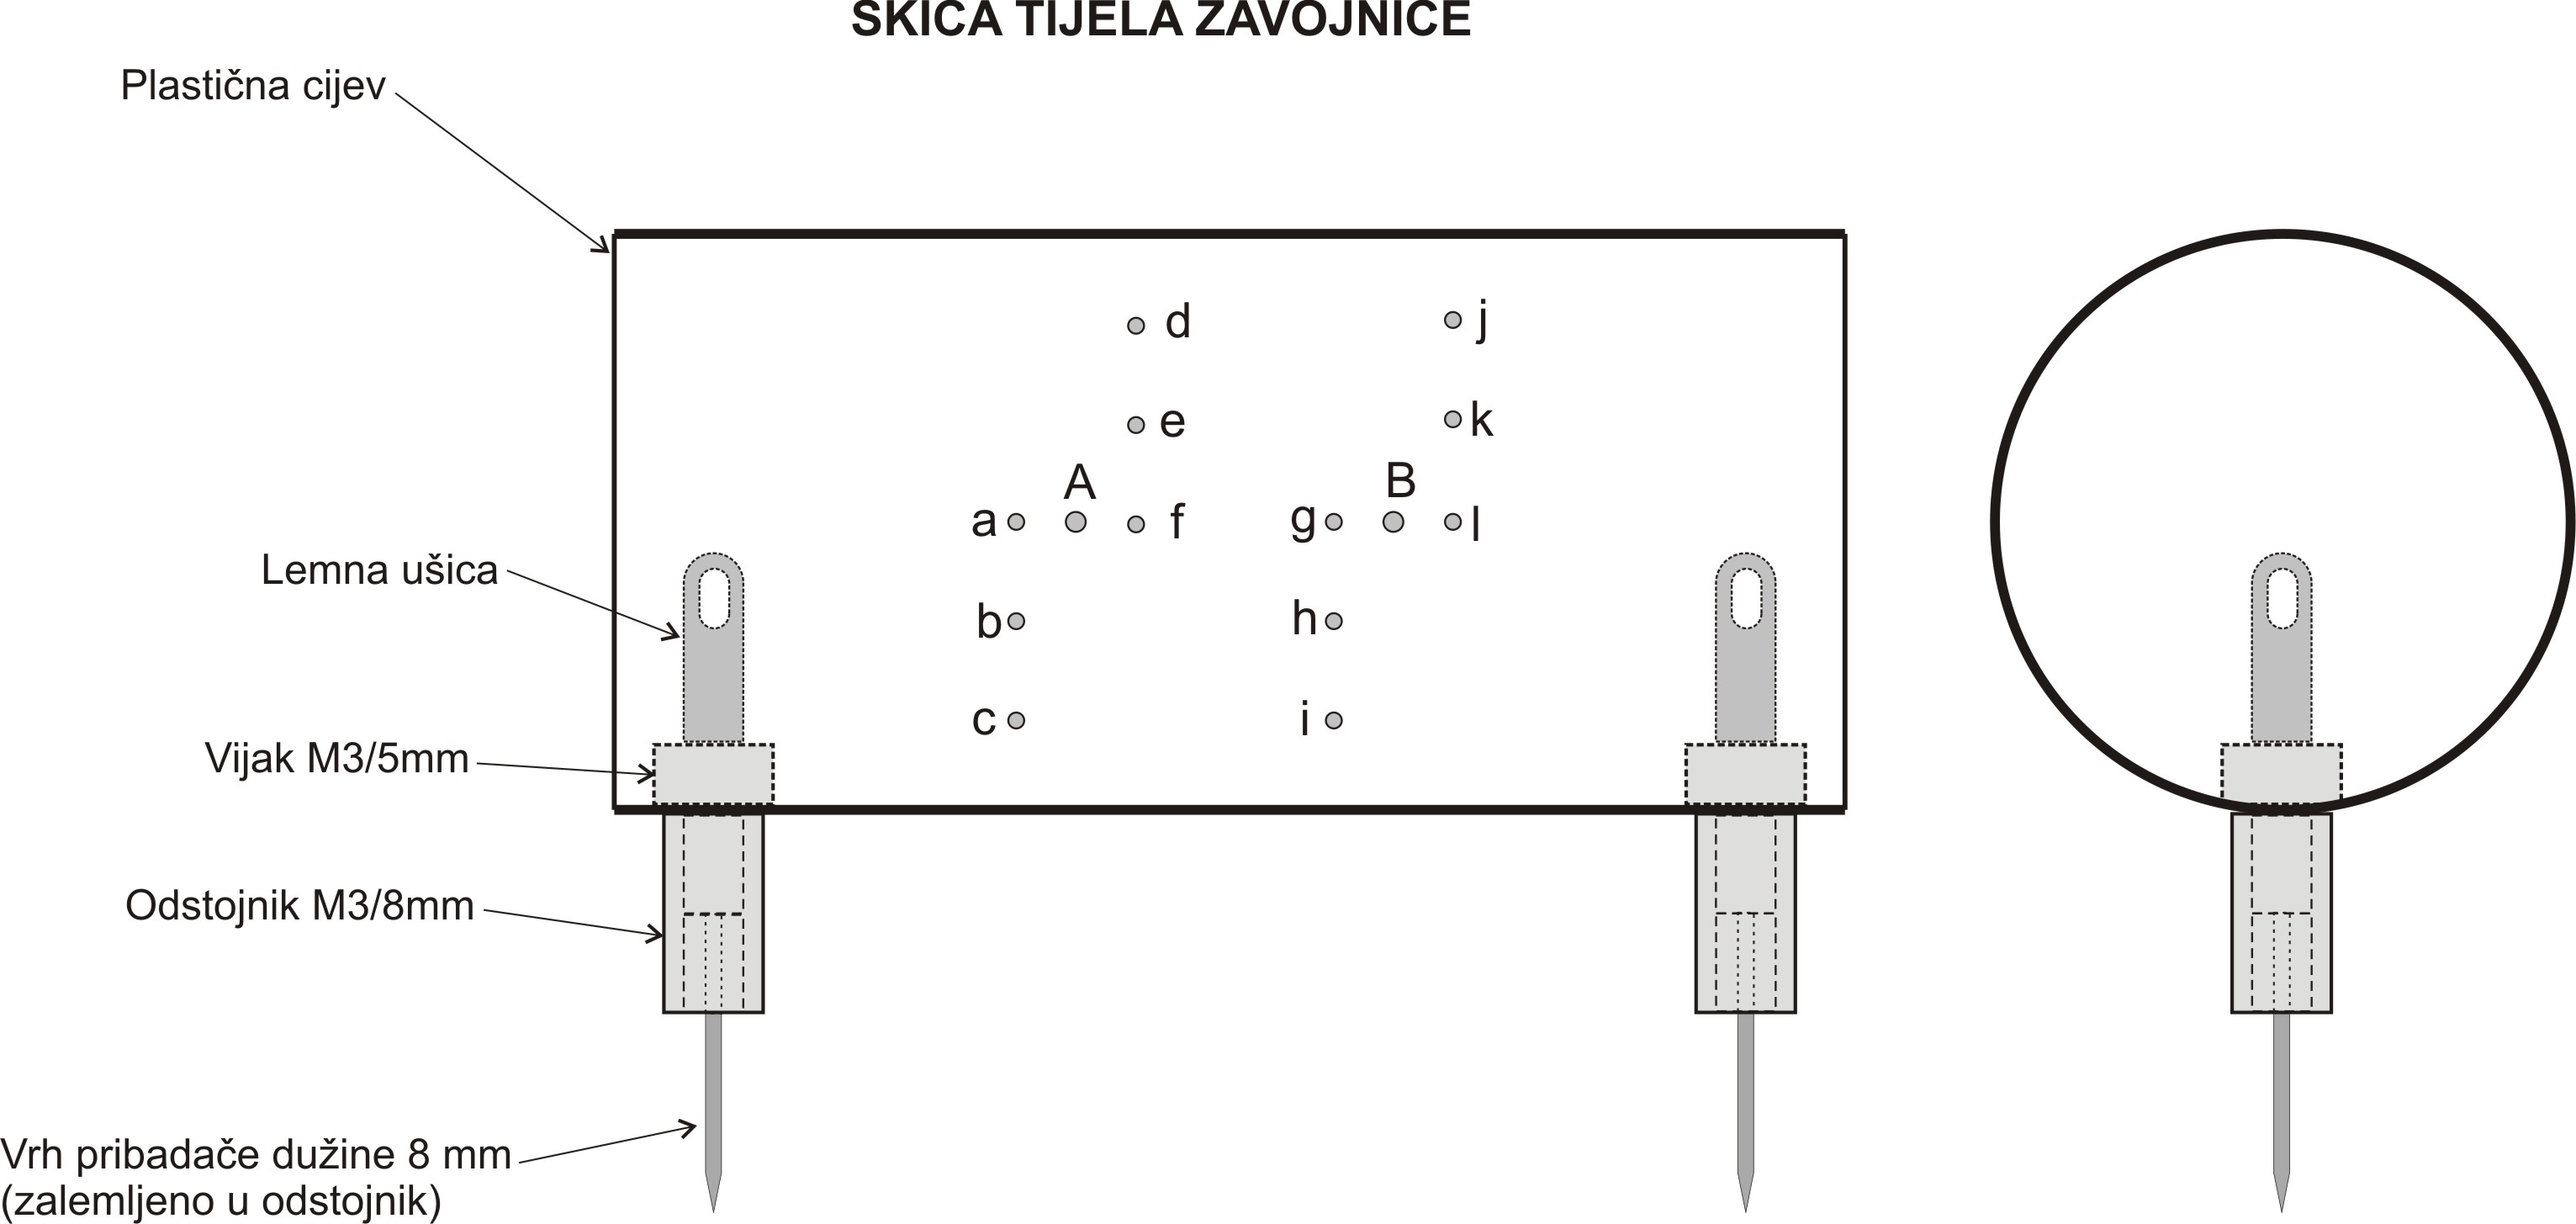 SKICA TIJELA ZAVOJNICE
Plastična cijev
d
j
e
k
A
B
a
f
g
l
Lemna ušica
b
h
c
i
Vijak M3/5mm
Odstojnik M3/8mm
Vrh pribadače dužine 8 mm
(zalemljeno u odstojnik)